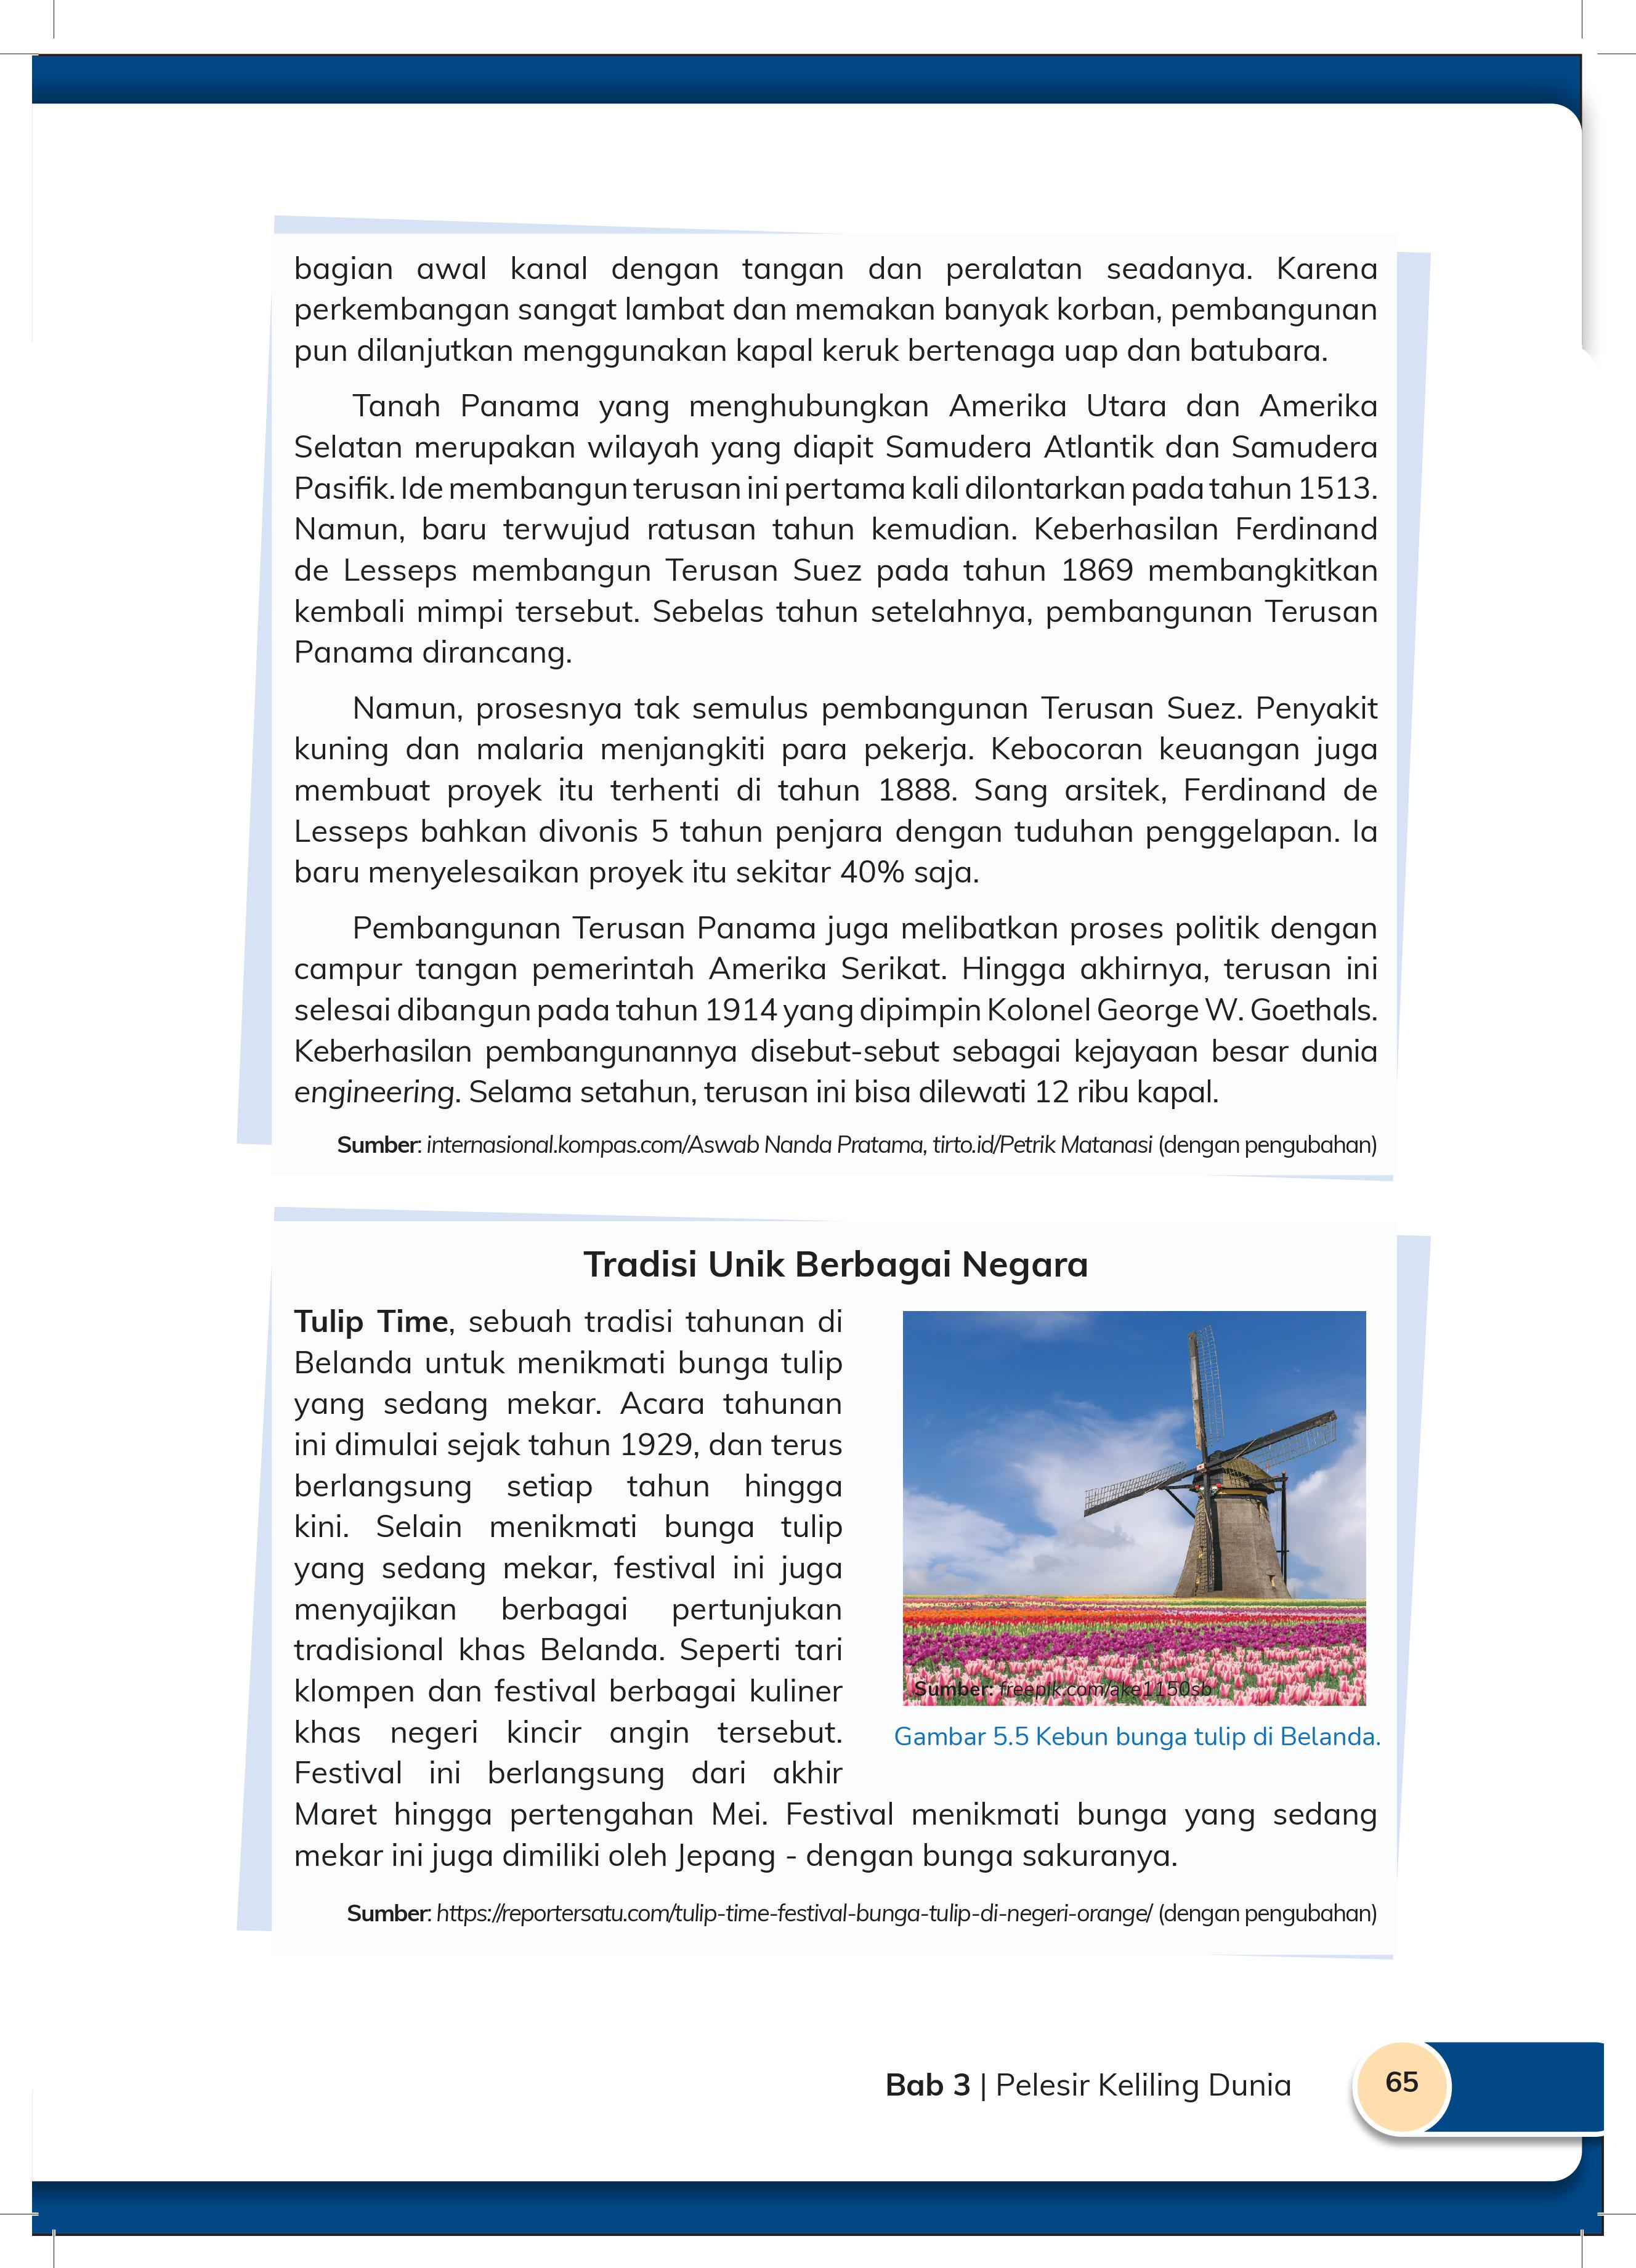 bagian awal kanal dengan tangan dan peralatan seadanya. Karena
perkembangan sangat lambat dan memakan banyak korban, pembangunan
pun dilanjutkan menggunakan kapal keruk bertenaga uap dan batubara.
Tanah Panama yang menghubungkan Amerika Utara dan Amerika
Selatan merupakan wilayah yang diapit Samudera Atlantik dan Samudera
Pasifik. Ide membangun terusan ini pertama kali dilontarkan pada tahun 1513.
Namun, baru terwujud ratusan tahun kemudian. Keberhasilan Ferdinand
de Lesseps membangun Terusan Suez pada tahun 1869 membangkitkan
kembali mimpi tersebut. Sebelas tahun setelahnya, pembangunan Terusan
Panama dirancang.
Namun, prosesnya tak semulus pembangunan Terusan Suez. Penyakit
kuning dan malaria menjangkiti para pekerja. Kebocoran keuangan juga
membuat proyek itu terhenti di tahun 1888. Sang arsitek, Ferdinand de
Lesseps bahkan divonis 5 tahun penjara dengan tuduhan penggelapan. Ia
baru menyelesaikan proyek itu sekitar 40% saja.
Pembangunan Terusan Panama juga melibatkan proses politik dengan
campur tangan pemerintah Amerika Serikat. Hingga akhirnya, terusan ini
selesai dibangun pada tahun 1914 yang dipimpin Kolonel George W. Goethals.
Keberhasilan pembangunannya disebut-sebut sebagai kejayaan besar dunia
engineering. Selama setahun, terusan ini bisa dilewati 12 ribu kapal.
Sumber: internasional.kompas.com/Aswab Nanda Pratama, tirto.id/Petrik Matanasi (dengan pengubahan)
Tradisi Unik Berbagai Negara
Tulip Time, sebuah tradisi tahunan di
Belanda untuk menikmati bunga tulip
yang sedang mekar. Acara tahunan
ini dimulai sejak tahun 1929, dan terus
berlangsung setiap tahun hingga
kini. Selain menikmati bunga tulip
yang sedang mekar, festival ini juga
menyajikan berbagai pertunjukan
tradisional khas Belanda. Seperti tari
klompen dan festival berbagai kuliner
khas negeri kincir angin tersebut.
Festival ini berlangsung dari akhir
Maret hingga pertengahan Mei. Festival menikmati bunga yang sedang
mekar ini juga dimiliki oleh Jepang - dengan bunga sakuranya.
Sumber: freepik.com/ake1150sb
Gambar 5.5 Kebun bunga tulip di Belanda.
Sumber: https://reportersatu.com/tulip-time-festival-bunga-tulip-di-negeri-orange/ (dengan pengubahan)
Bab 3 | Pelesir Keliling Dunia
65